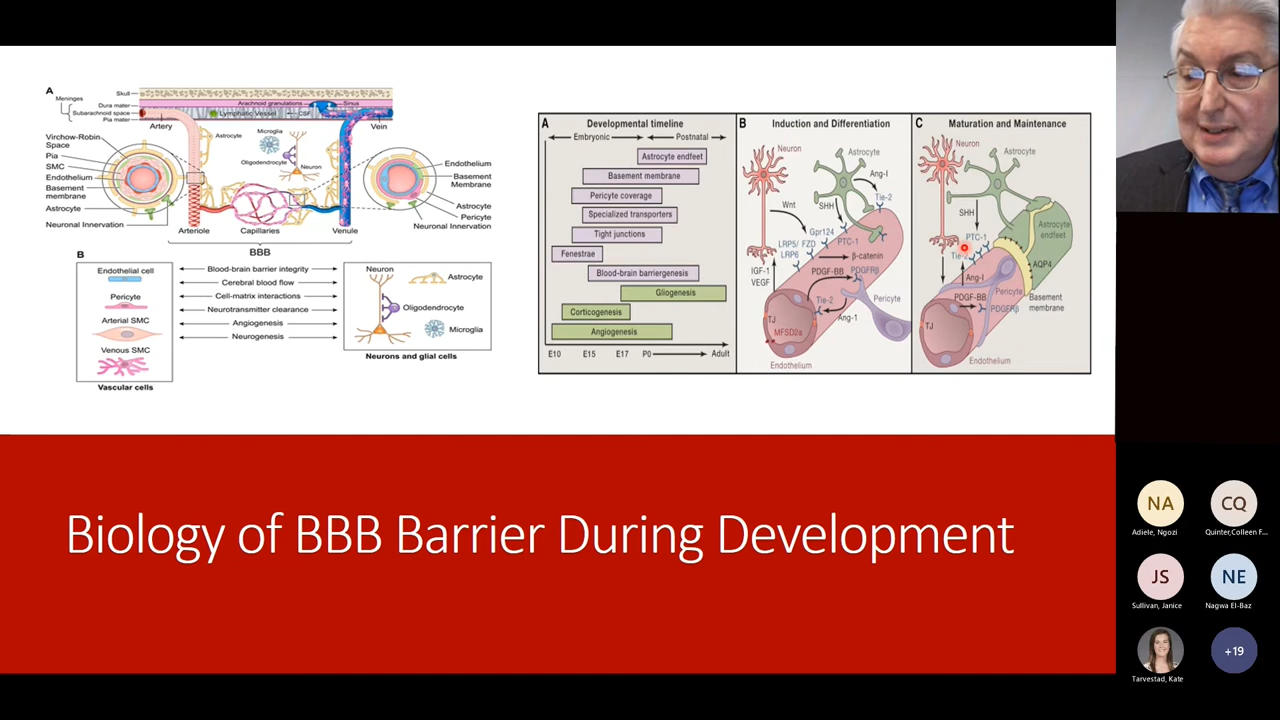 A
Meninges
Skull
Dura mater
Subarachnoid space
Pia mater
Arachnoid granulations
Sinus
Lymphatic Vessel
CSF
Artery
Vein
Virchow-Robin
Space
Pia
SMC
Endothelium
Basement
membrane
Astrocyte
Neuronal Innervation
Astrocyte
Microglia
Oligodendrocyte
Neuron
Endothelium
Basement
Membrane
Astrocyte
Pericyte
Neuronal Innervation
Arteriole
Capillaries
Venule
BBB
B
Endothelial cell
Pericyte
Arterial SMC
Venous SMC
Vascular cells
Blood-brain barrier integrity
Cerebral blood flow
Cell-matrix interactions
Neurotransmitter clearance
Angiogenesis
Neurogenesis
Neuron
Astrocyte
Oligodendrocyte
Microglia
Neurons and glial cells
A
Developmental timeline
Embryonic
Postnatal
Astrocyte endfeet
Basement membrane
Pericyte coverage
Specialized transporters
Tight junctions
Fenestrae
Blood-brain barriergenesis
Gliogenesis
Corticogenesis
Angiogenesis
E10 E15 E17 P0 Adult
B
Induction and Differentiation
Neuron
Astrocyte
Ang-I
Tie-2
Wnt
SHH
Gpr124
PTC-1
LRP5/ FZD
LRP6
β-catenin
IGF-1
VEGF
PDGF-BB PDGFRβ
Tie-2
Ang-1
Pericyte
TJ
MFSD2a
Endothelium
C
Maturation and Maintenance
Neuron
Astrocyte
SHH
PTC-1
Tie-2
Astrocyte
endfeet
AQP4
Ang-I
Pericyte
PDGF-BB
PDGFRβ
Basement
membrane
TJ
Endothelium
Biology of BBB Barrier During Development
NA
Adiele, Ngozi
CQ
Quinter,Colleen F...
JS
Sullivan, Janice
NE
Nagwa El-Baz
Tarvestad, Kate
+19